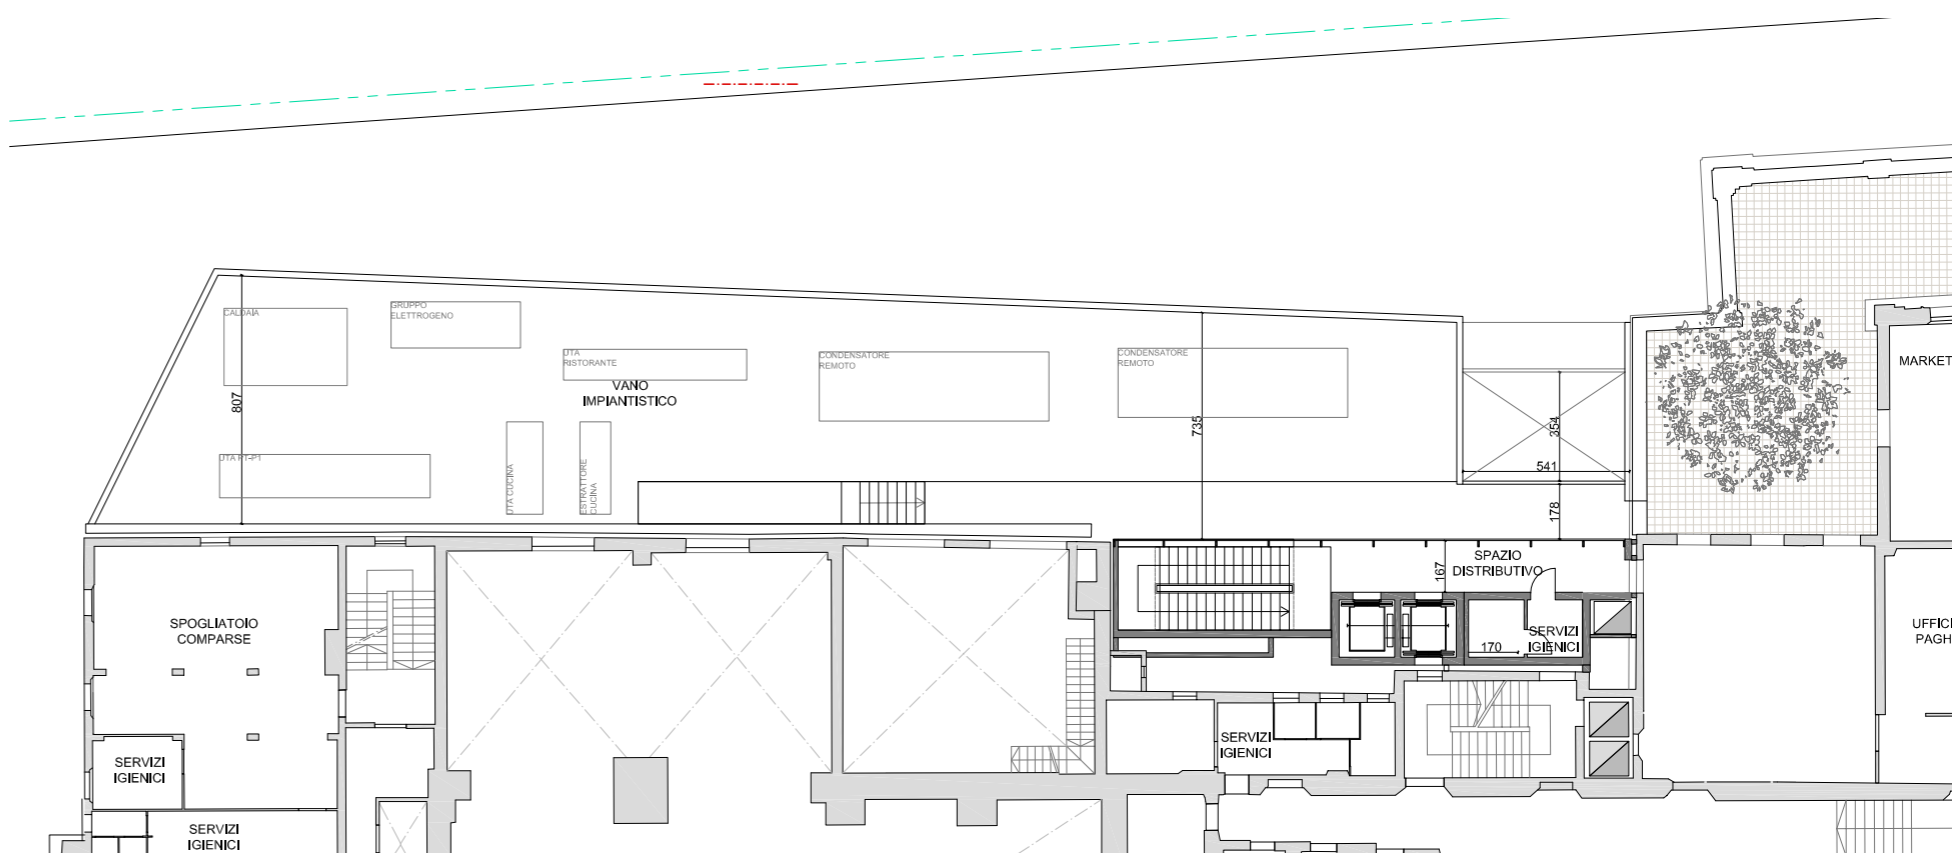 CALDAIA
GRUPPO
ELETTROGENO
UTA
RISTORANTE
VANO
IMPIANTISTICO
CONDENSATORE
REMOTO
CONDENSATORE
REMOTO
MARKET
807
735
354
541
178
UTA PT-P1
UTA CUCINA
ESTRATTORE
CUCINA
SPAZIO
DISTRIBUTIVO
167
SPOGLIATOIO
COMPARSE
SERVIZI
IGIENICI
170
UFFICI
PAGH
SERVIZI
IGIENICI
SERVIZI
IGIENICI
SERVIZI
IGIENICI